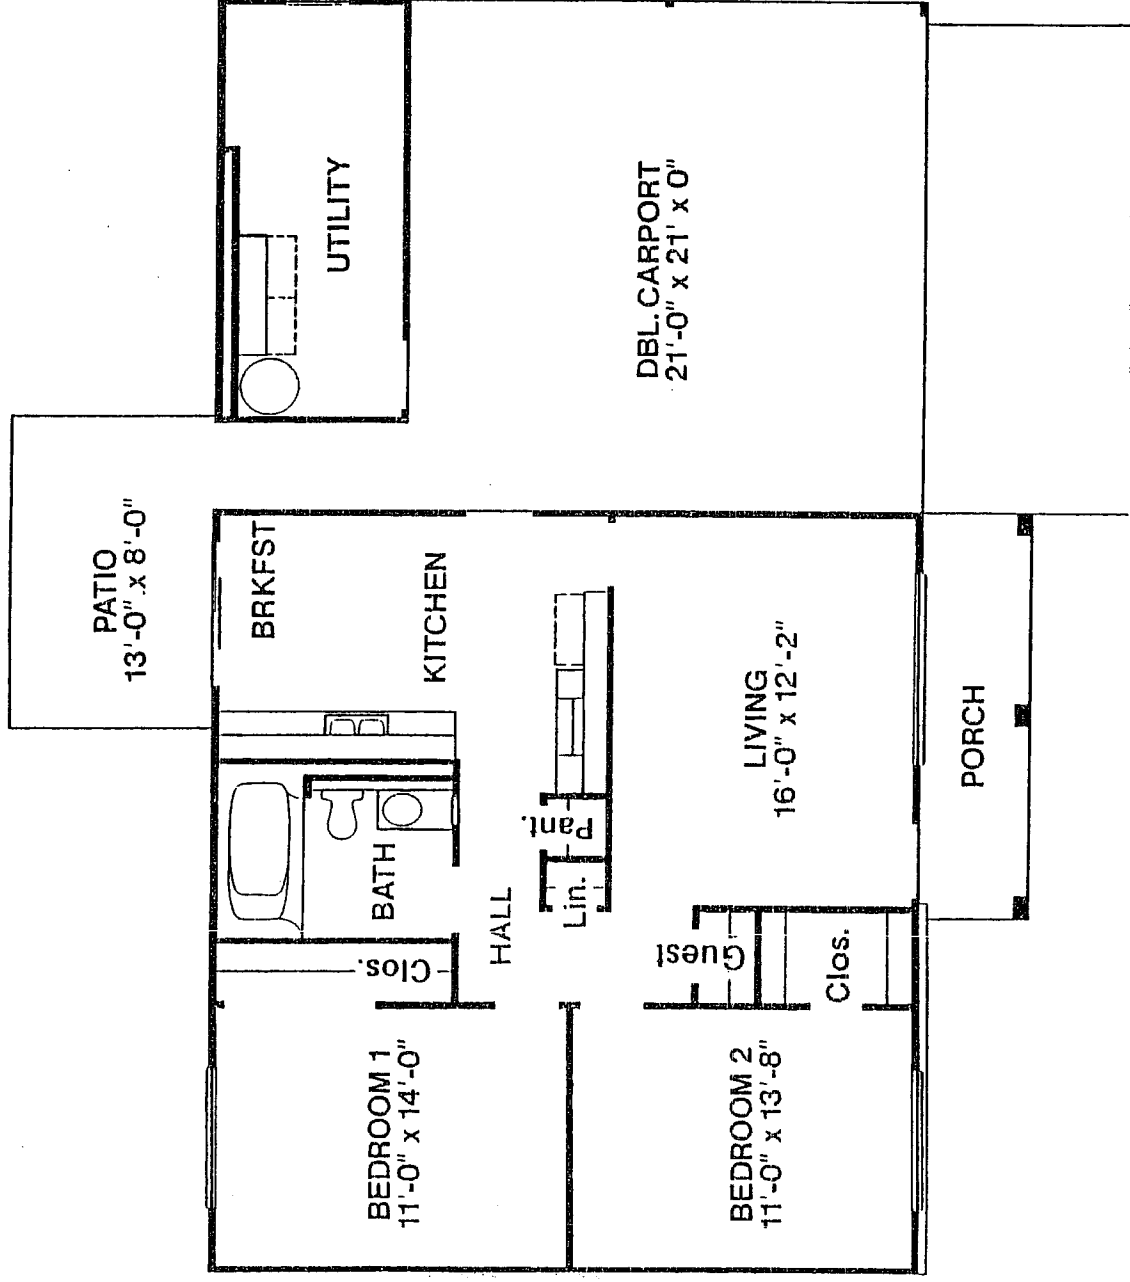 PATIO
13'-0" x 8'-0"
BRKFST
KITCHEN
UTILITY
DBL. CARPORT
21'-0" x 21' x 0"
BATH
Clos.
HALL
Pant.
Lin.
BEDROOM 1
11'-0" x 14'-0"
LIVING
16'-0" x 12'-2"
Guest
Clos.
BEDROOM 2
11'-0" x 13'-8"
PORCH